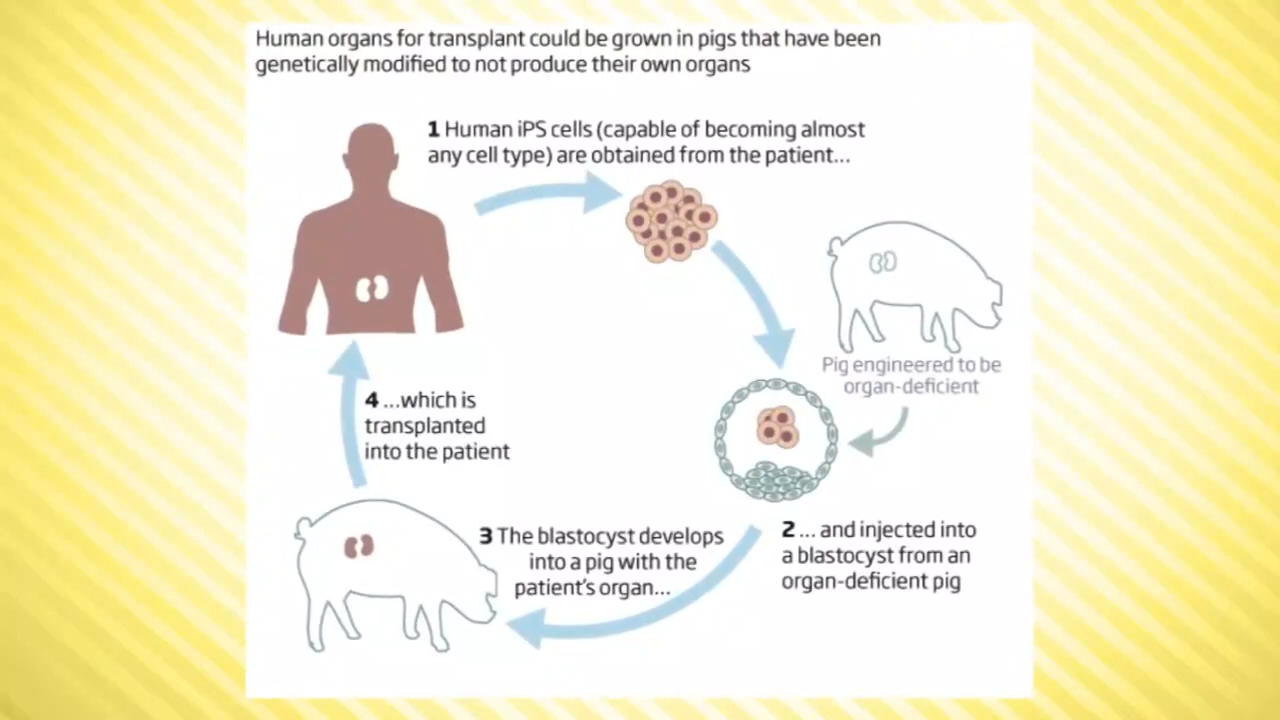 Human organs for transplant could be grown in pigs that have been
genetically modified to not produce their own organs
1 Human iPS cells (capable of becoming almost
any cell type) are obtained from the patient...
Pig engineered to be
organ-deficient
2 ... and injected into
a blastocyst from an
organ-deficient pig
3 The blastocyst develops
into a pig with the
patient's organ...
4 ...which is
transplanted
into the patient